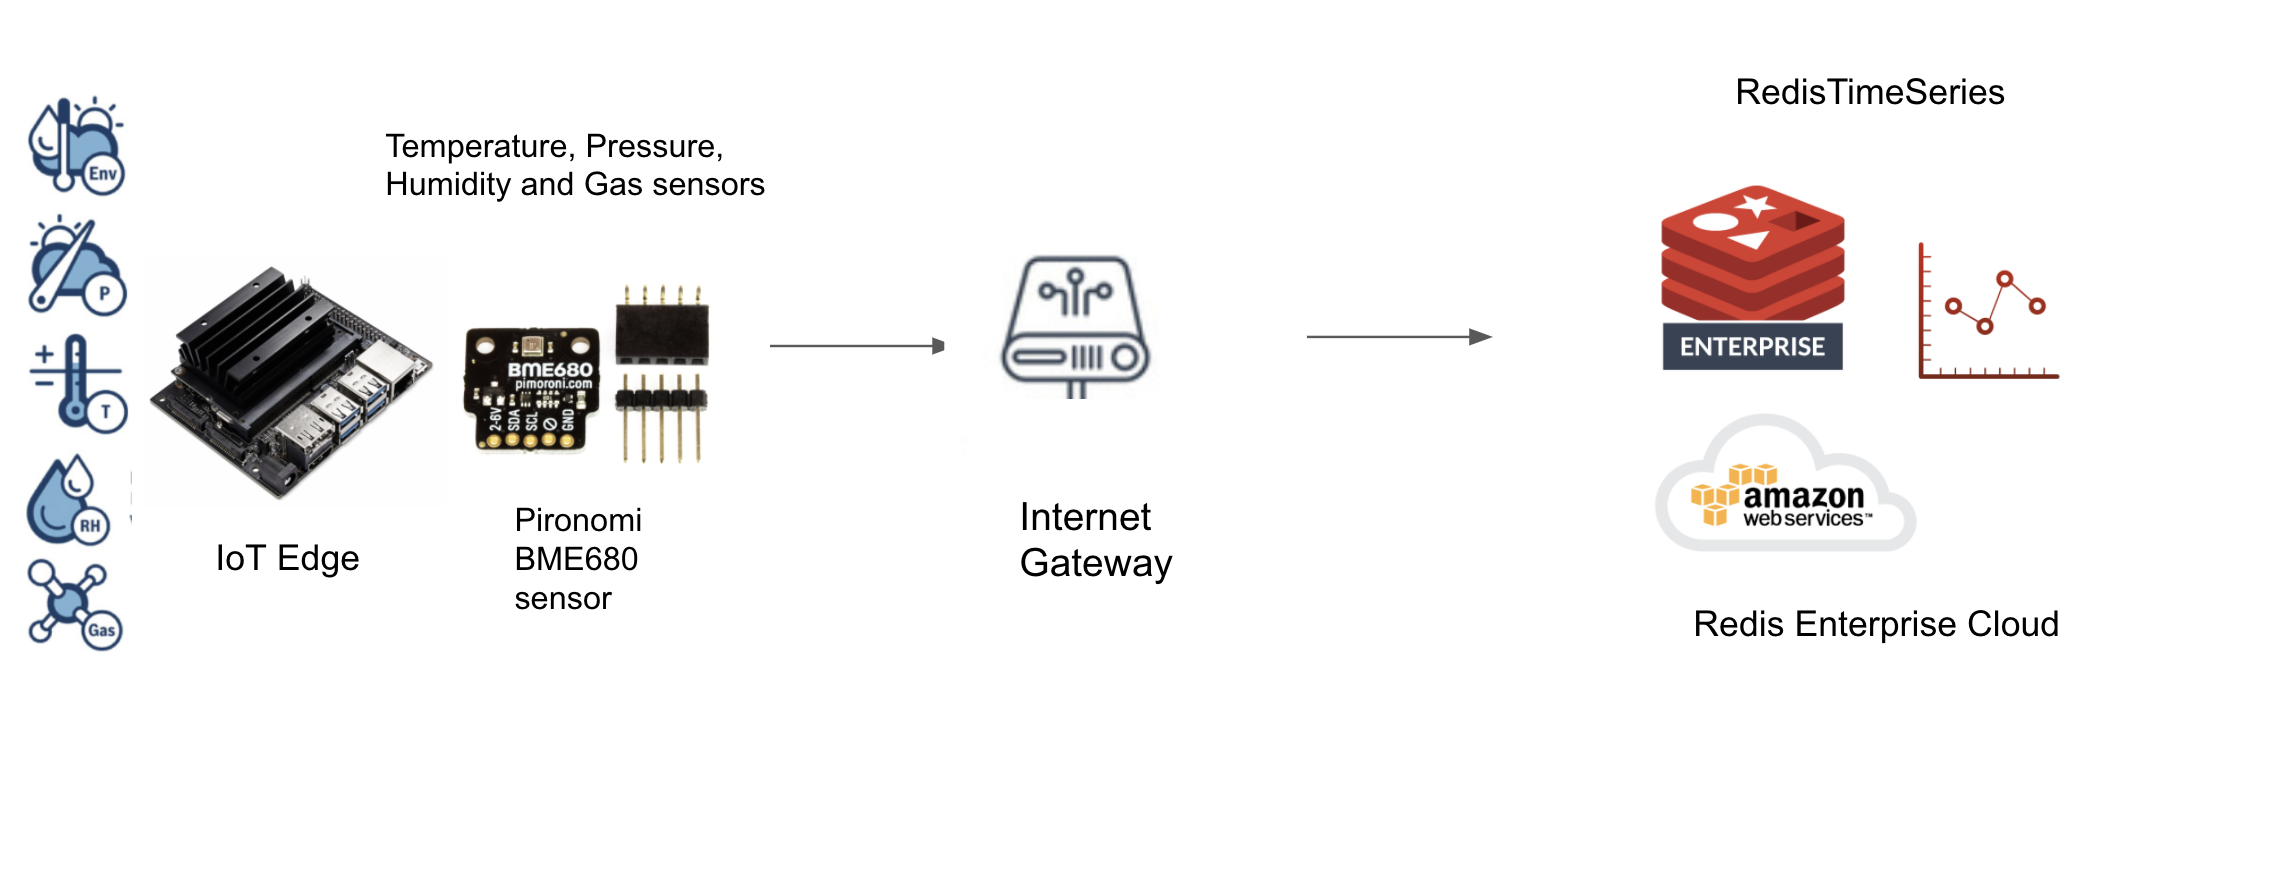 RedisTimeSeries
Temperature, Pressure,
Humidity and Gas sensors
Env
P
T
RH
Gas
BME680
pimoroni.com
2-6V
SDA
SCL
GND
IoT Edge
Pironomi
BME680
sensor
Internet
Gateway
ENTERPRISE
amazon
web services™
Redis Enterprise Cloud